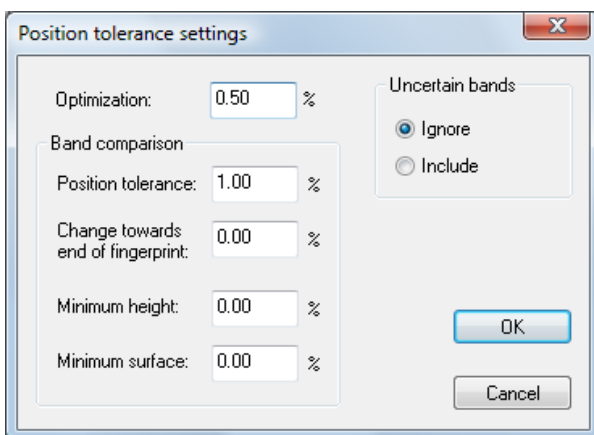 Position tolerance settings
Optimization: 0.50 %
Uncertain bands
Ignore
Include
Band comparison
Position tolerance: 1.00 %
Change towards
end of fingerprint: 0.00 %
Minimum height: 0.00 %
Minimum surface: 0.00 %
OK
Cancel